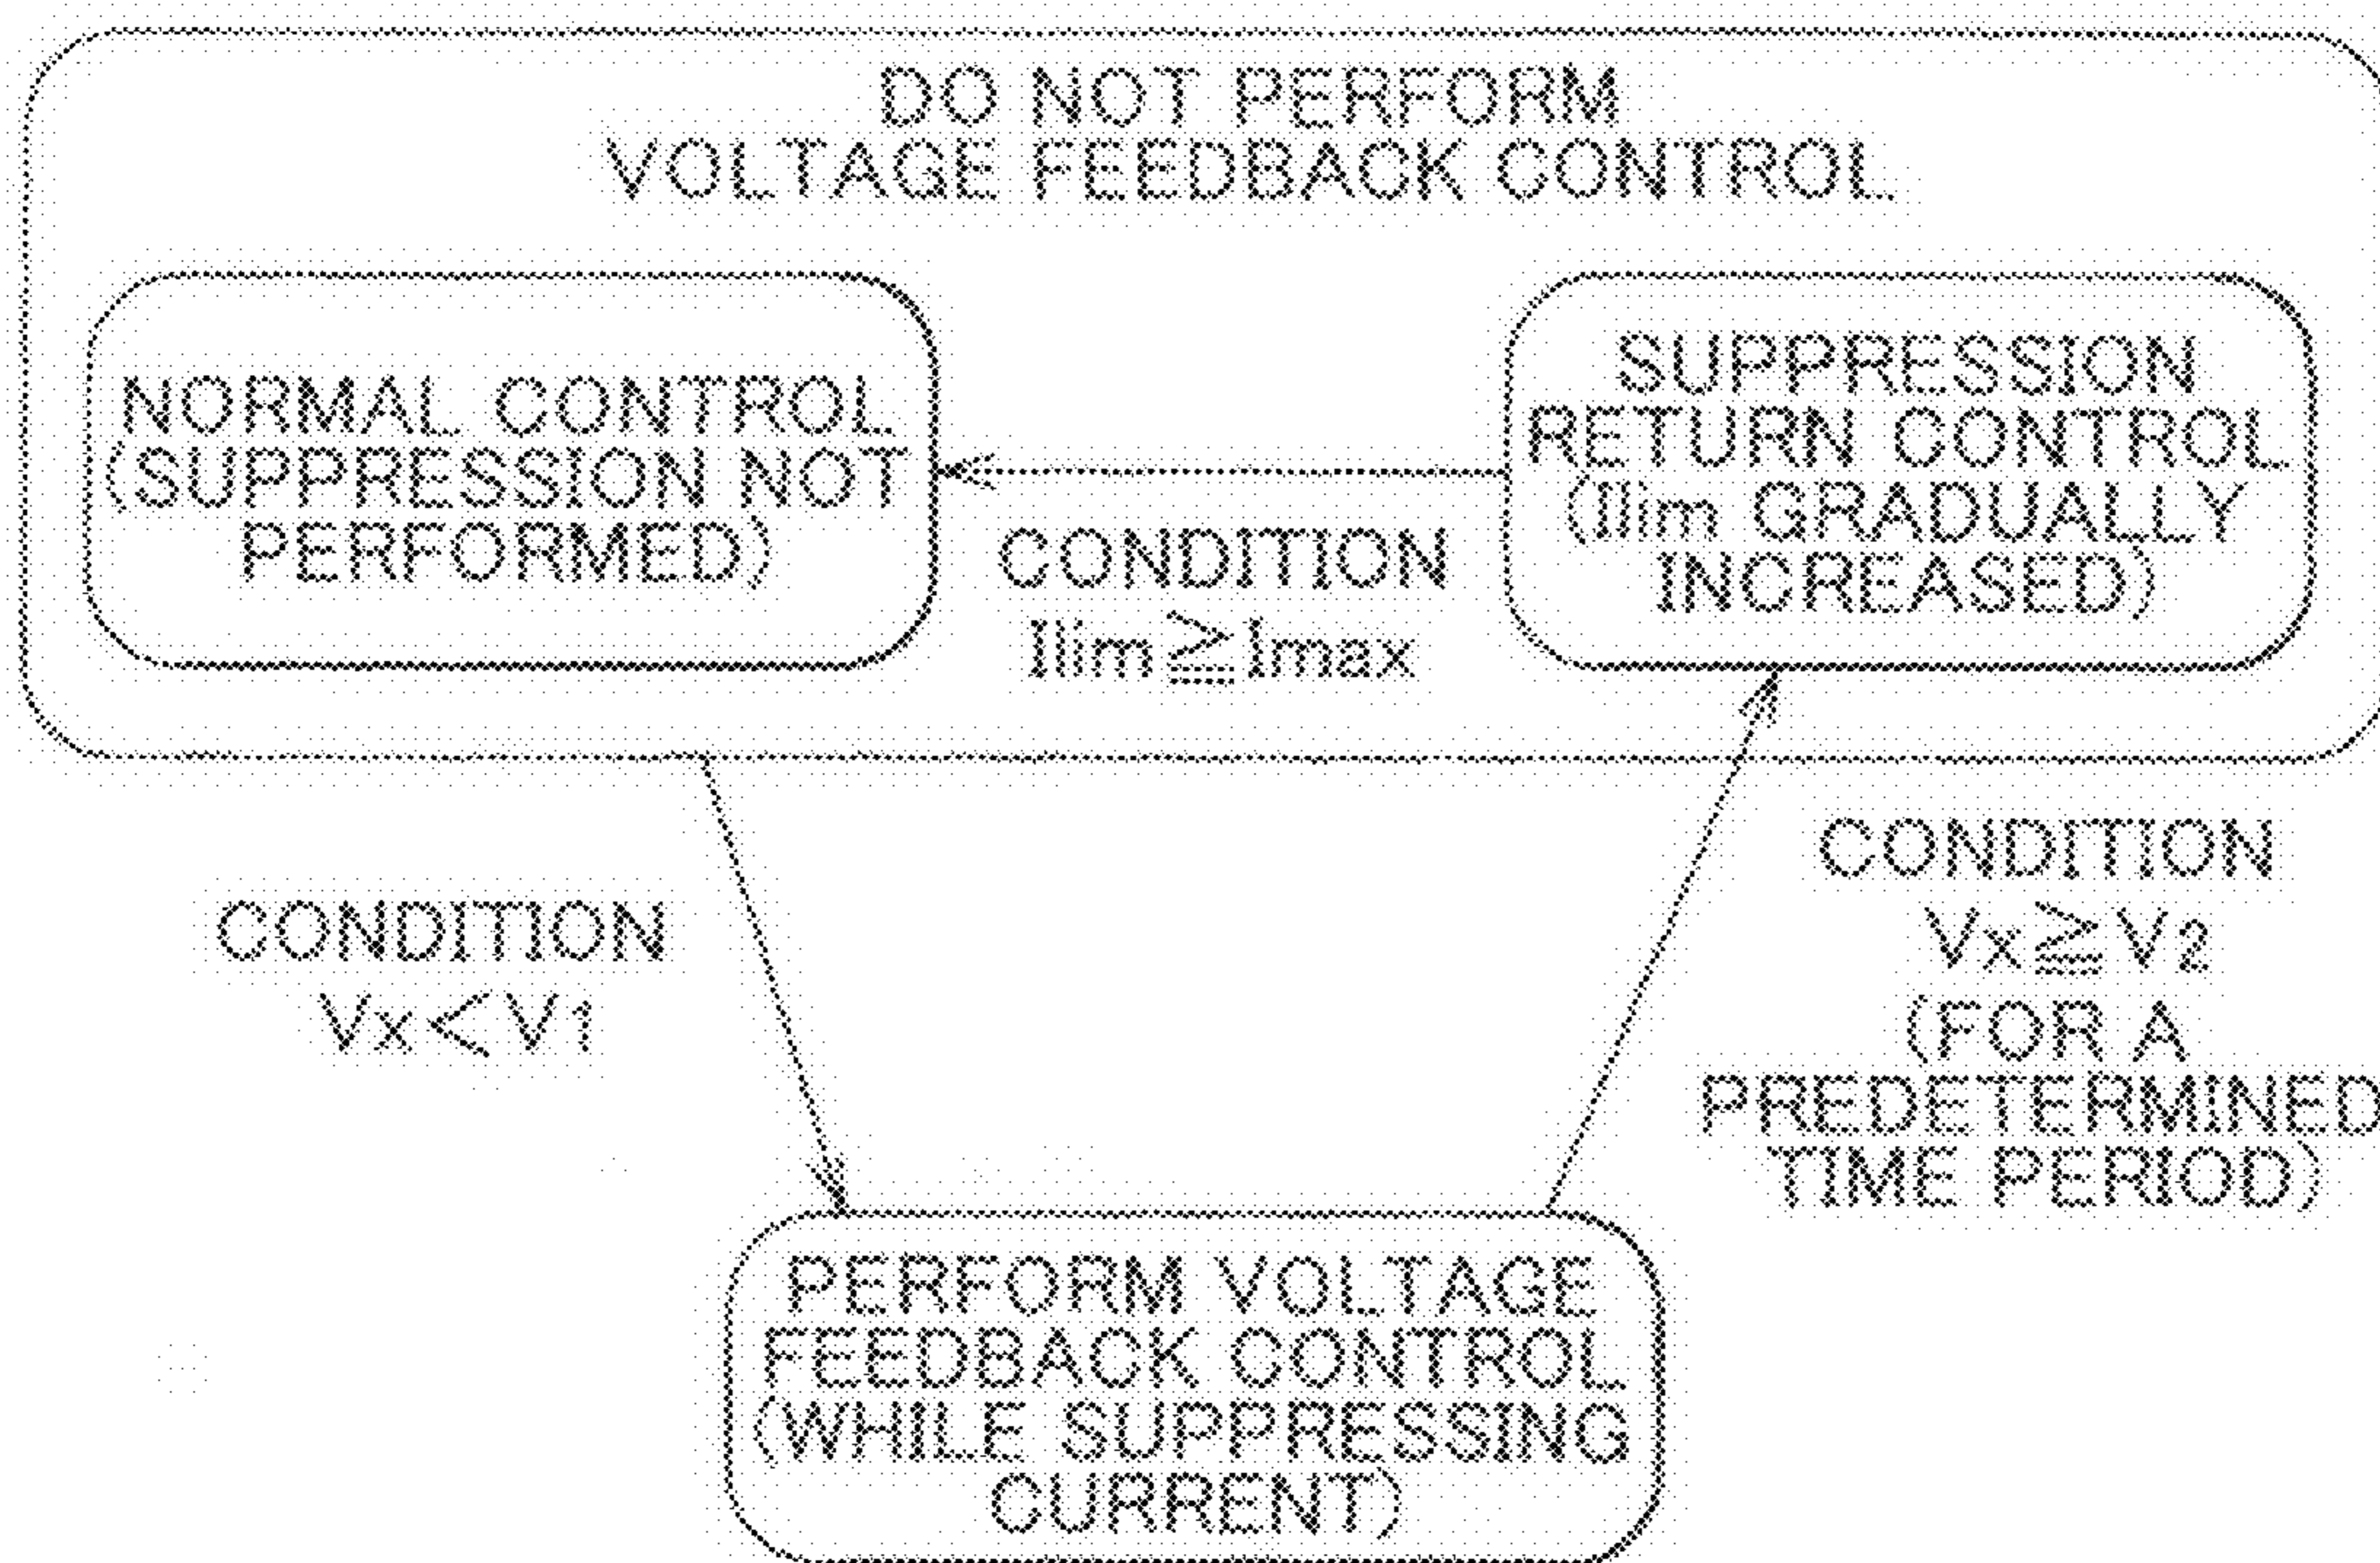 DO NOT PERFORM
VOLTAGE FEEDBACK CONTROL
NORMAL CONTROL
(SUPPRESSION NOT
PERFORMED)
CONDITION
Ilim≧Imax
SUPPRESSION
RETURN CONTROL
(Ilim GRADUALLY
INCREASED)
CONDITION
Vx<V1
CONDITION
Vx≧V2
(FOR A
PREDETERMINED
TIME PERIOD)
PERFORM VOLTAGE
FEEDBACK CONTROL
(WHILE SUPPRESSING
CURRENT)